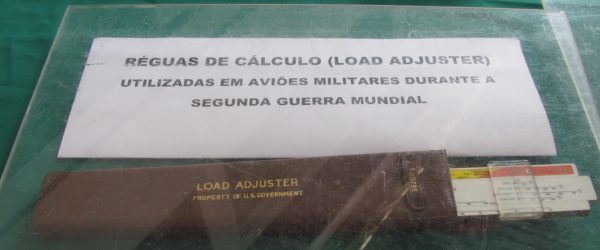 RÉGUAS DE CÁLCULO (LOAD ADJUSTER)
UTILIZADAS EM AVIÕES MILITARES DURANTE A
SEGUNDA GUERRA MUNDIAL
LOAD ADJUSTER
PROPERTY OF U.S. GOVERNMENT